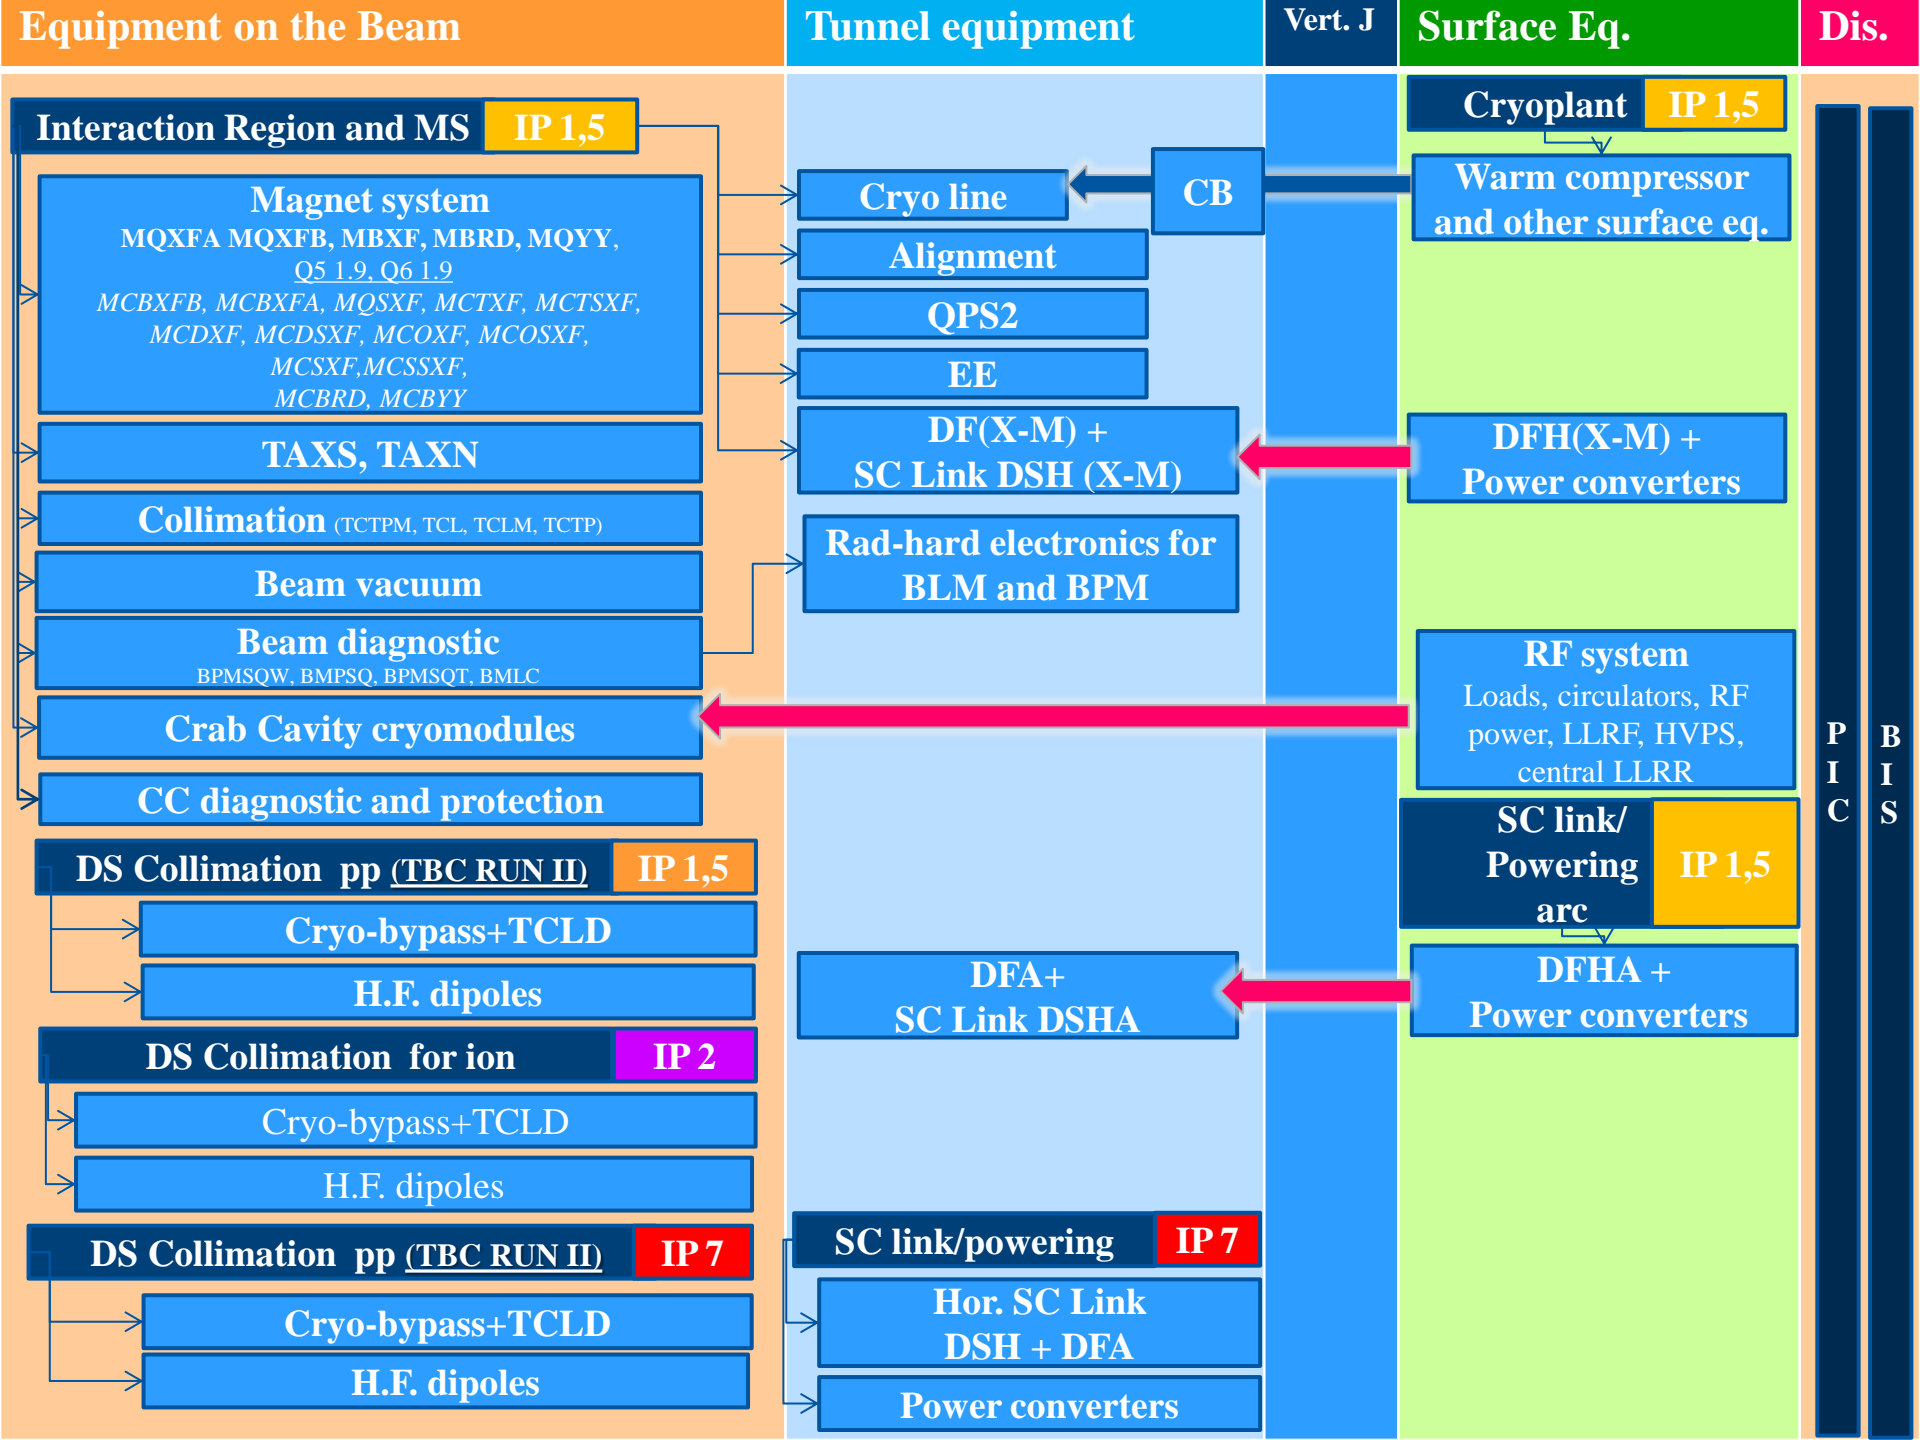 Equipment on the Beam
Tunnel equipment
Vert. J
Surface Eq.
Dis.
Interaction Region and MS
IP 1,5
Magnet system
MQXFA MQXFB, MBXF, MBRD, MQYY,
Q5 1.9, Q6 1.9
MCBXFB, MCBXFA, MQSXF, MCTXF, MCTSXF,
MCDXF, MCDSXF, MCOXF, MCOSXF,
MCSXF,MCSSXF,
MCBRD, MCBYY
TAXS, TAXN
Collimation (TCTPM, TCL, TCLM, TCTP)
Beam vacuum
Beam diagnostic
BPMSQW, BMPSQ, BPMSQT, BMLC
Crab Cavity cryomodules
CC diagnostic and protection
DS Collimation pp (TBC RUN II)
IP 1,5
Cryo-bypass+TCLD
H.F. dipoles
DS Collimation for ion
IP 2
Cryo-bypass+TCLD
H.F. dipoles
DS Collimation pp (TBC RUN II)
IP 7
Cryo-bypass+TCLD
H.F. dipoles
Cryo line
CB
Alignment
QPS2
EE
DF(X-M) +
SC Link DSH (X-M)
Rad-hard electronics for
BLM and BPM
DFA+
SC Link DSHA
SC link/powering
IP 7
Hor. SC Link
DSH + DFA
Power converters
Cryoplant
IP 1,5
Warm compressor
and other surface eq.
DFH(X-M) +
Power converters
RF system
Loads, circulators, RF
power, LLRF, HVPS,
central LLRR
SC link/
Powering
arc
IP 1,5
DFHA +
Power converters
P
I
C
B
I
S